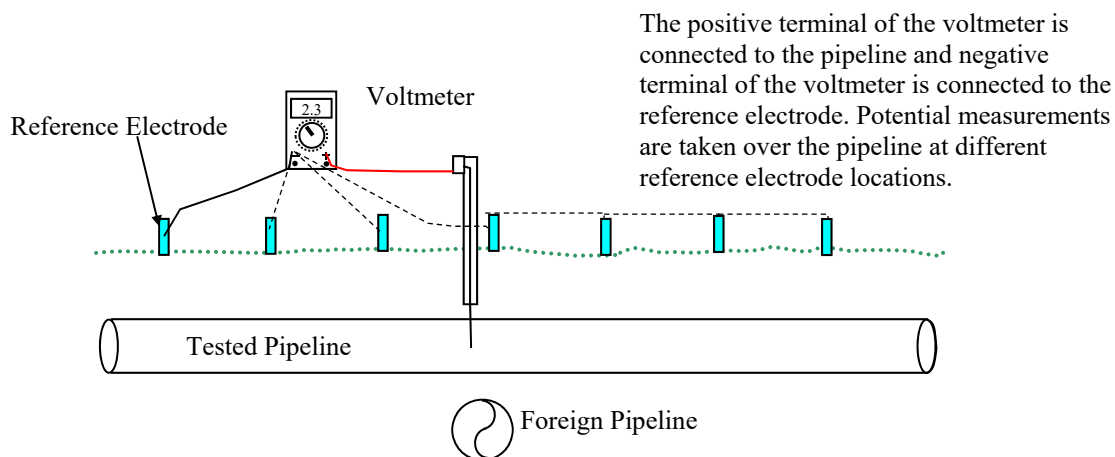 The positive terminal of the voltmeter is
connected to the pipeline and negative
terminal of the voltmeter is connected to the
reference electrode. Potential measurements
are taken over the pipeline at different
reference electrode locations.
Voltmeter
2.3
Reference Electrode
Tested Pipeline
Foreign Pipeline